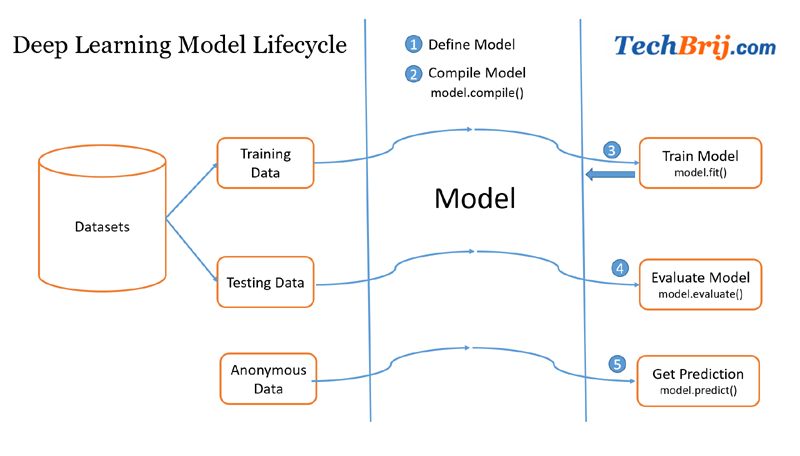 Deep Learning Model Lifecycle
1 Define Model
2 Compile Model
model.compile()
TechBrij.com
Datasets
Training
Data
Testing Data
Anonymous
Data
Model
3
Train Model
model.fit()
4
Evaluate Model
model.evaluate()
5
Get Prediction
model.predict()